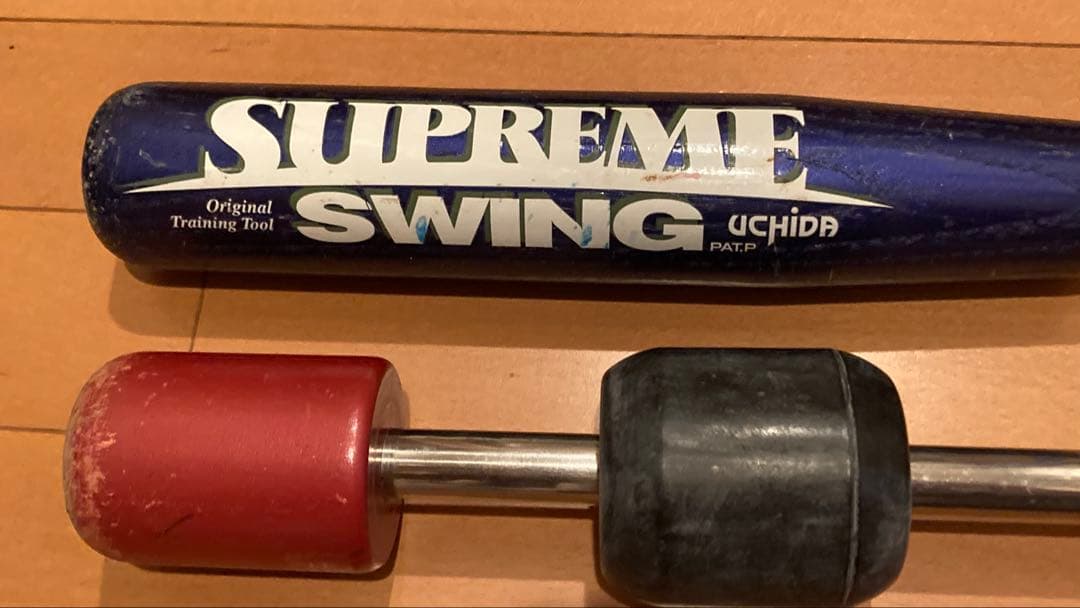 SUPREME
Original
Training Tool
SWING
UCHiDA
PAT.P